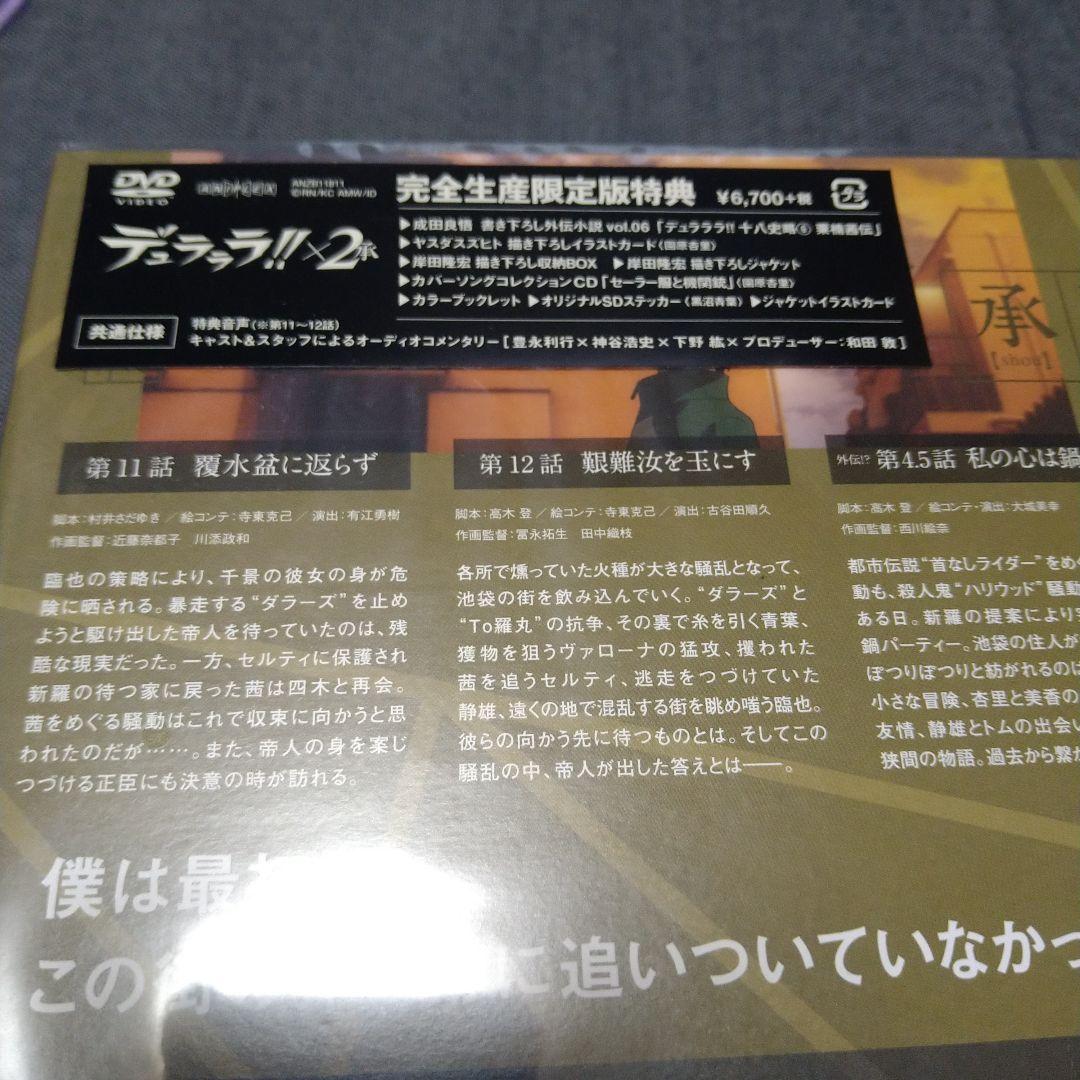 DVD VIDEO
ANIPLEX
ANZB11911
©RN/KC AMW/ID
完全生産限定版特典 ¥6,700+税 プラ
デュラララ!!×2承
▶成田良悟 書き下ろし外伝小説 vol.06「デュラララ!! 十八史略⑥ 粟楠書伝」
▶ヤスダスズヒト 描き下ろしイラストカード〈園原杏里〉
▶岸田隆宏 描き下ろし収納BOX ▶岸田隆宏 描き下ろしジャケット
▶カバーソングコレクションCD「セーラー服と機関銃」〈園原杏里〉
▶カラーブックレット ▶オリジナルSDステッカー〈黒沼青葉〉 ▶ジャケットイラストカード
共通仕様
特典音声(※第11〜12話)
キャスト&スタッフによるオーディオコメンタリー[豊永利行×神谷浩史×下野 紘×プロデューサー:和田 敦]
承
[shou]
第11話 覆水盆に返らず
脚本:村井さだゆき/絵コンテ:寺東克己/演出:有江勇樹
作画監督:近藤奈都子 川添政和
臨也の策略により、千景の彼女の身が危
険に晒される。暴走する“ダラーズ”を止め
ようと駆け出した帝人を待っていたのは、残
酷な現実だった。一方、セルティに保護され
新羅の待つ家に戻った茜は四木と再会。
茜をめぐる騒動はこれで収束に向かうと思
われたのだが……。また、帝人の身を案じ
つづける正臣にも決意の時が訪れる。
第12話 艱難汝を玉にす
脚本:高木 登/絵コンテ:寺東克己/演出:古谷田順久
作画監督:冨永拓生 田中織枝
各所で燻っていた火種が大きな騒乱となって、
池袋の街を飲み込んでいく。“ダラーズ”と
“To羅丸”の抗争、その裏で糸を引く青葉、
獲物を狙うヴァローナの猛攻、攫われた
茜を追うセルティ、逃走をつづけていた
静雄、遠くの地で混乱する街を眺め嗤う臨也。
彼らの向かう先に待つものとは。そしてこの
騒乱の中、帝人が出した答えとは——。
外伝!? 第4.5話 私の心は鍋
脚本:高木 登/絵コンテ・演出:大城美幸
作画監督:西川絵奈
都市伝説“首なしライダー”をめぐ
動も、殺人鬼“ハリウッド”騒動
ある日。新羅の提案により
鍋パーティー。池袋の住人が
ぽつりぽつりと紡がれるのは
小さな冒険、杏里と美香の
友情、静雄とトムの出会い
狭間の物語。過去から繋が
僕は最
この
に追いついていなかっ